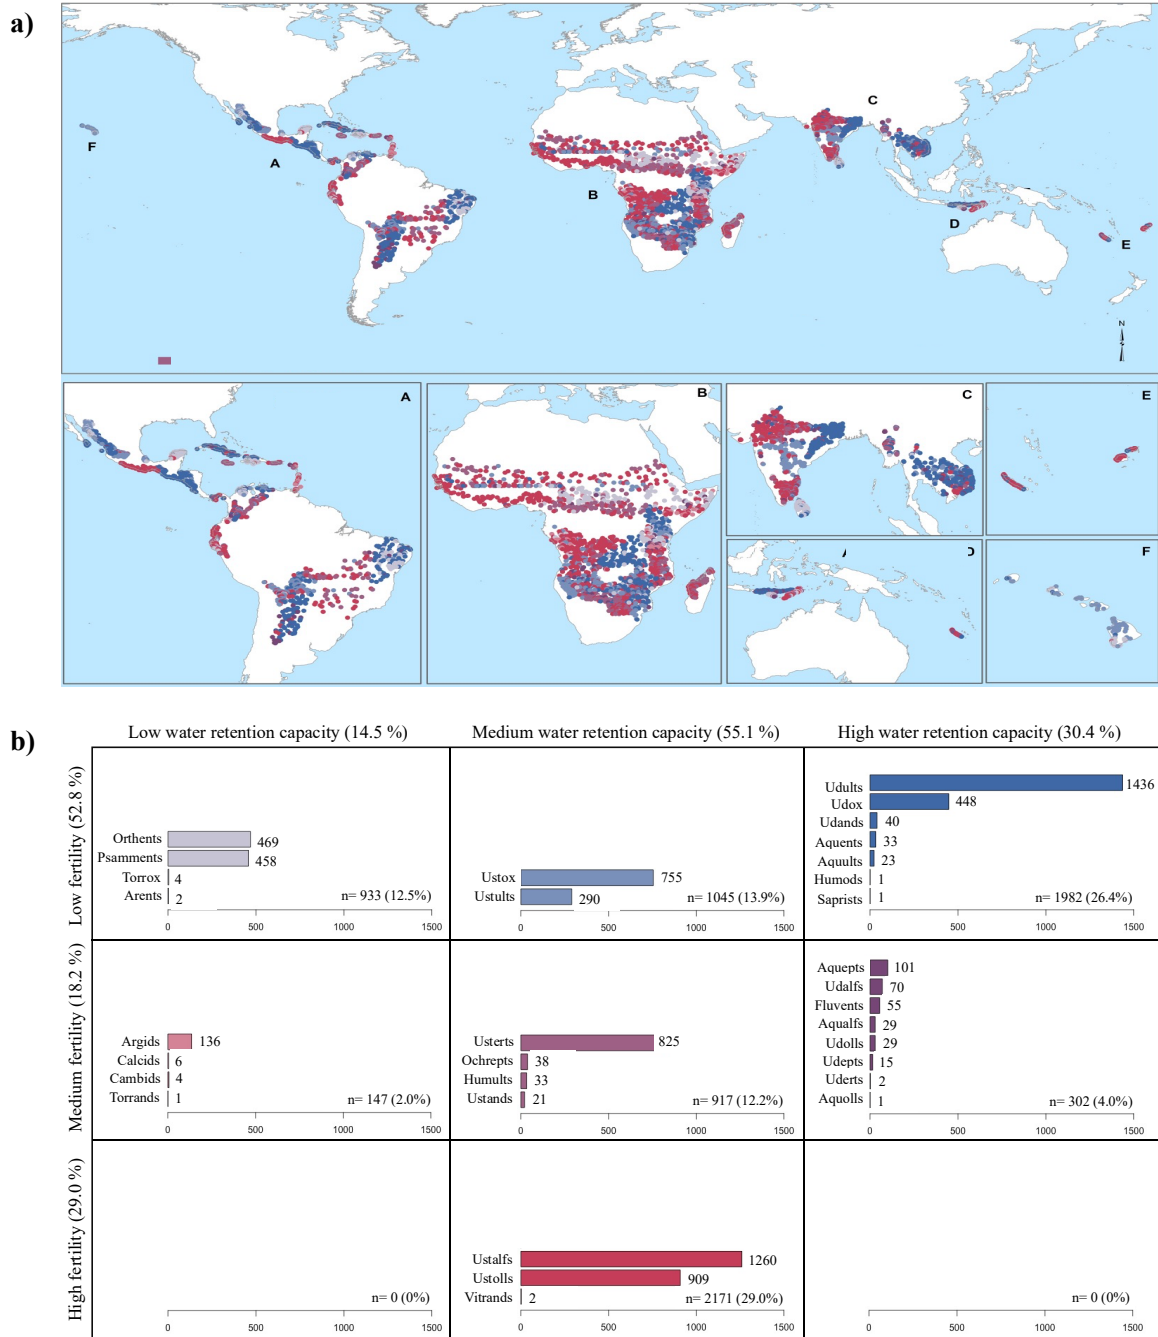 a)
C
F
A
B
D
E
N
A
B
C
E
D
F
b)
Low water retention capacity (14.5 %)
Medium water retention capacity (55.1 %)
High water retention capacity (30.4 %)
Low fertility (52.8 %)
Orthents 469
Psamments 458
Torrox 4
Arents 2
n= 933 (12.5%)
0 500 1000 1500
Ustox 755
Ustults 290
n= 1045 (13.9%)
0 500 1000 1500
Udults 1436
Udox 448
Udands 40
Aquents 33
Aquults 23
Humods 1
Saprists 1
n= 1982 (26.4%)
0 500 1000 1500
Medium fertility (18.2 %)
Argids 136
Calcids 6
Cambids 4
Torrands 1
n= 147 (2.0%)
0 500 1000 1500
Usterts 825
Ochrepts 38
Humults 33
Ustands 21
n= 917 (12.2%)
0 500 1000 1500
Aquepts 101
Udalfs 70
Fluvents 55
Aqualfs 29
Udolls 29
Udepts 15
Uderts 2
Aquolls 1
n= 302 (4.0%)
0 500 1000 1500
High fertility (29.0 %)
n= 0 (0%)
0 500 1000 1500
Ustalfs 1260
Ustolls 909
Vitrands 2
n= 2171 (29.0%)
0 500 1000 1500
n= 0 (0%)
0 500 1000 1500